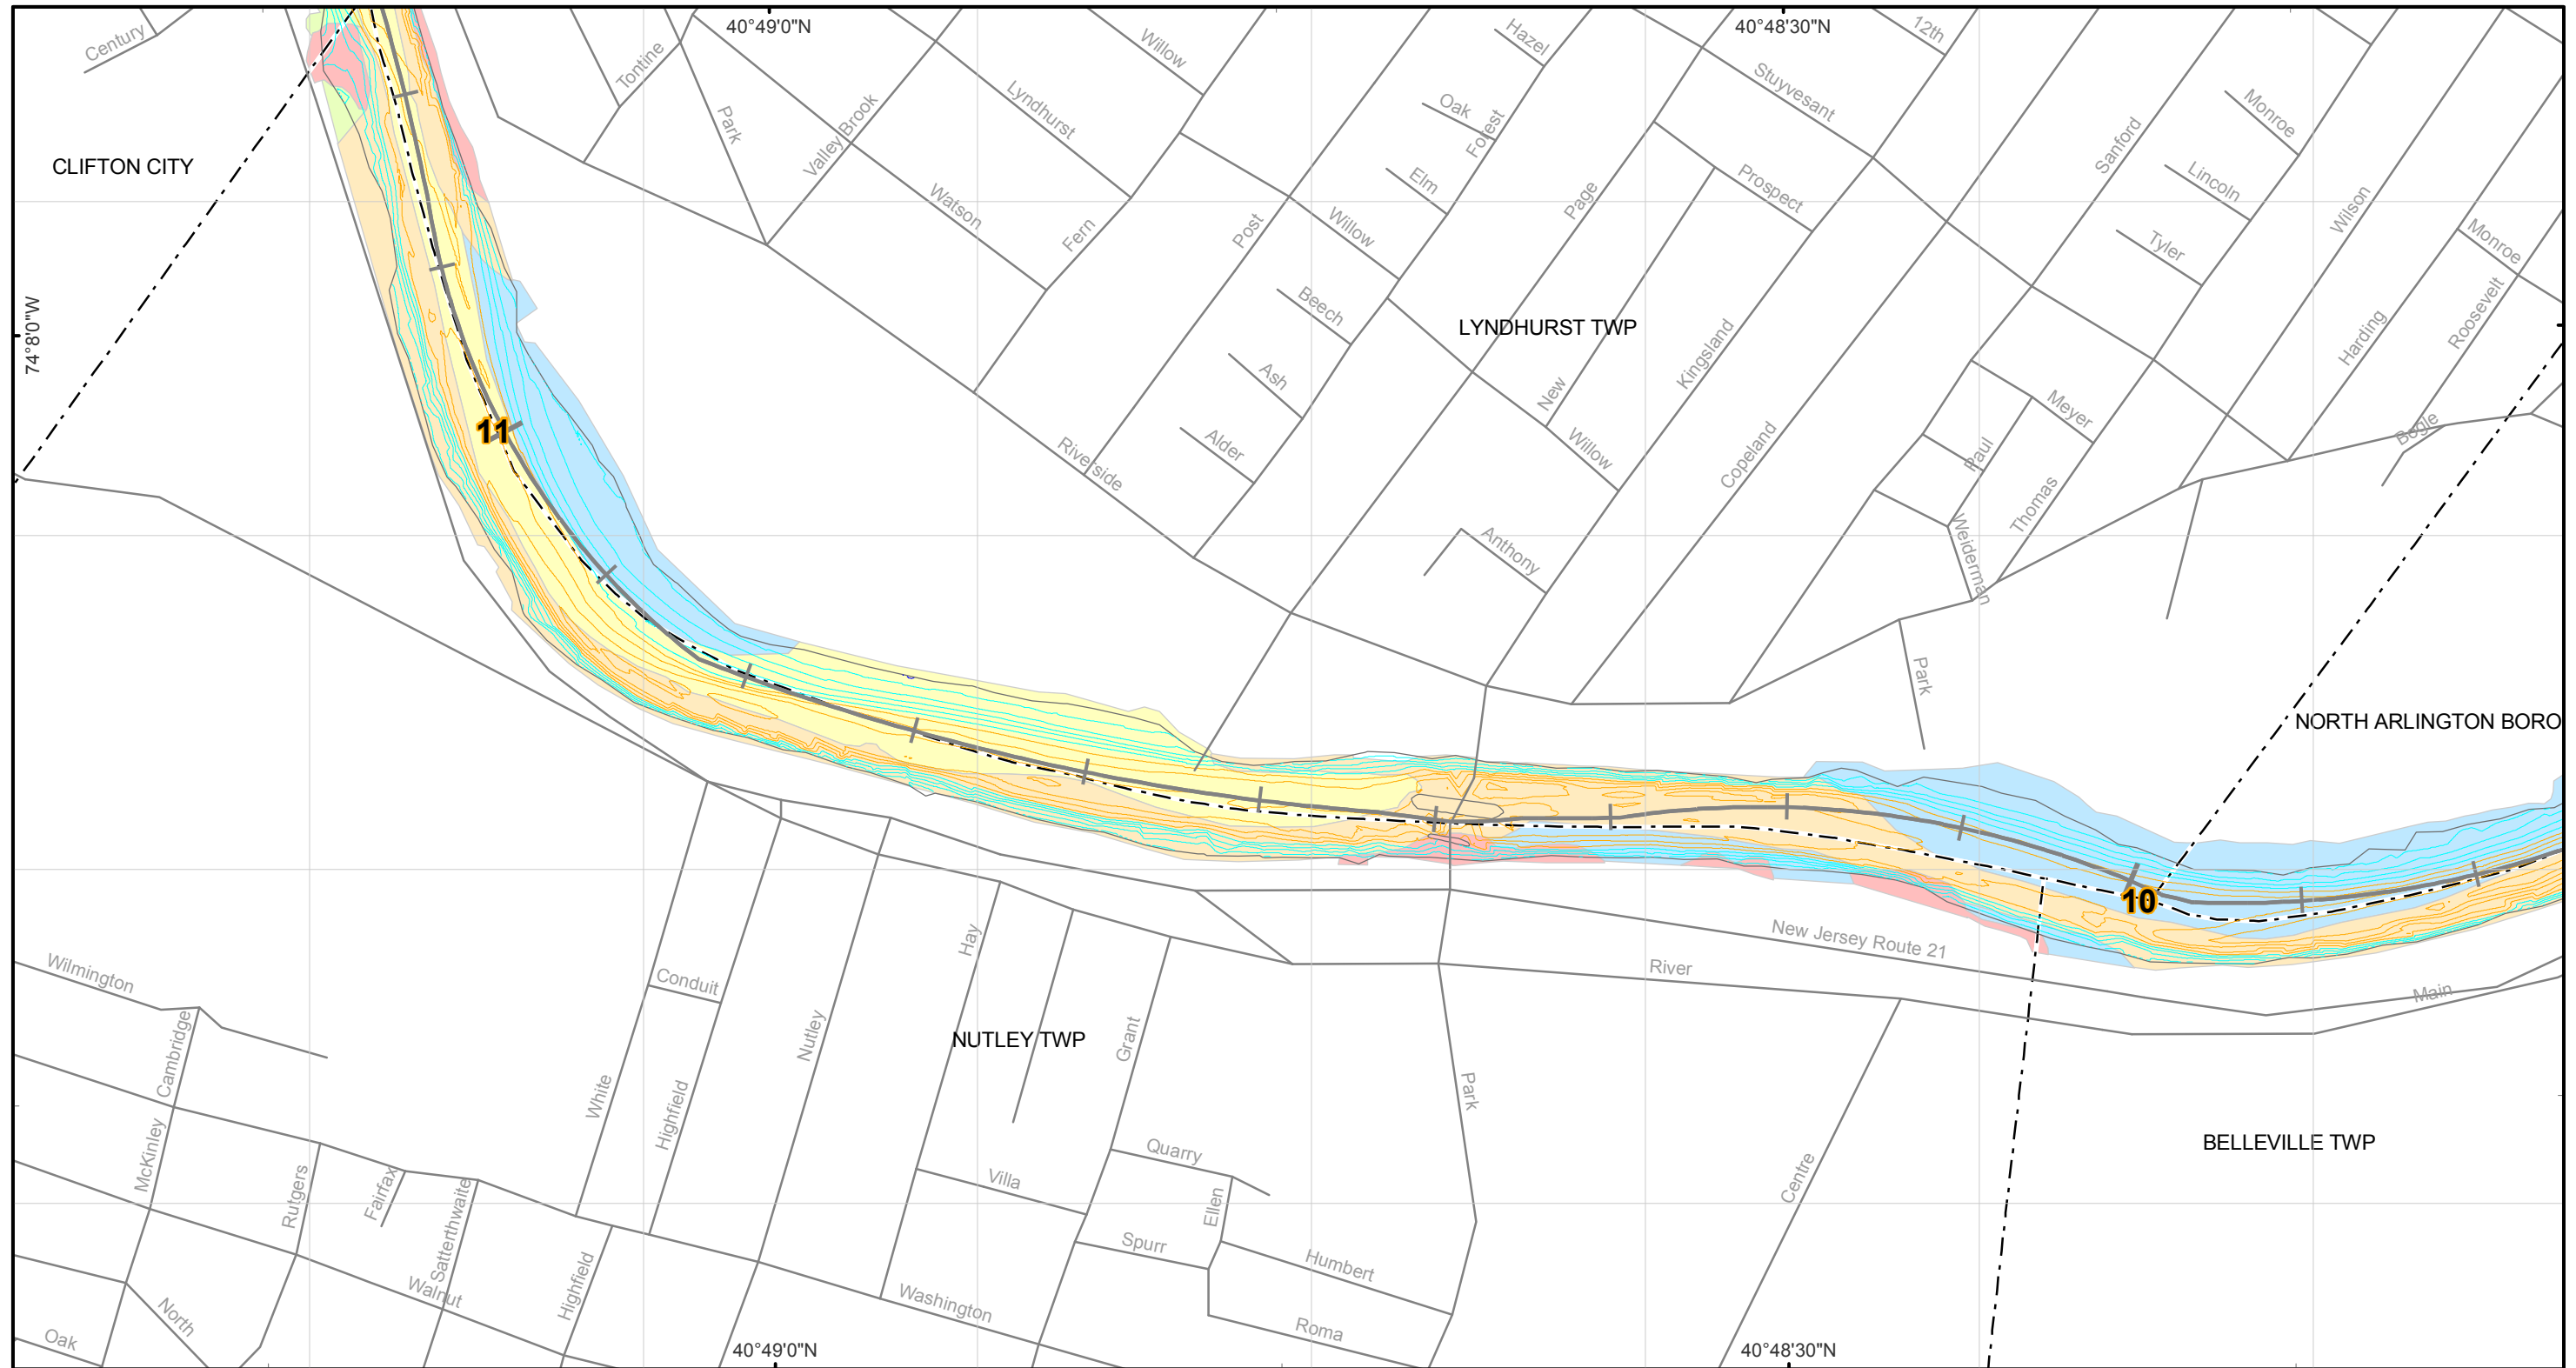 40°49'0"N
40°48'30"N
Century
Tontine
Willow
Hazel
12th
Park
Valley Brook
Lyndhurst
Oak
Forest
Stuyvesant
Sanford
Monroe
CLIFTON CITY
Watson
Fern
Post
Elm
Willow
Page
Prospect
Lincoln
Wilson
Tyler
Monroe
74°8'0"W
Beech
LYNDHURST TWP
Kingsland
Harding
Roosevelt
Ash
New
Meyer
11
Alder
Riverside
Willow
Copeland
Paul
Thomas
Bogle
Anthony
Weiderman
Park
NORTH ARLINGTON BORO
10
New Jersey Route 21
River
Main
Wilmington
Conduit
Hay
Nutley
NUTLEY TWP
Grant
Cambridge
White
Highfield
Park
McKinley
Rutgers
Fairfax
Satterthwaite
Villa
Quarry
Ellen
Centre
BELLEVILLE TWP
Spurr
Humbert
Highfield
Walnut
North
Washington
Oak
Roma
40°49'0"N
40°48'30"N